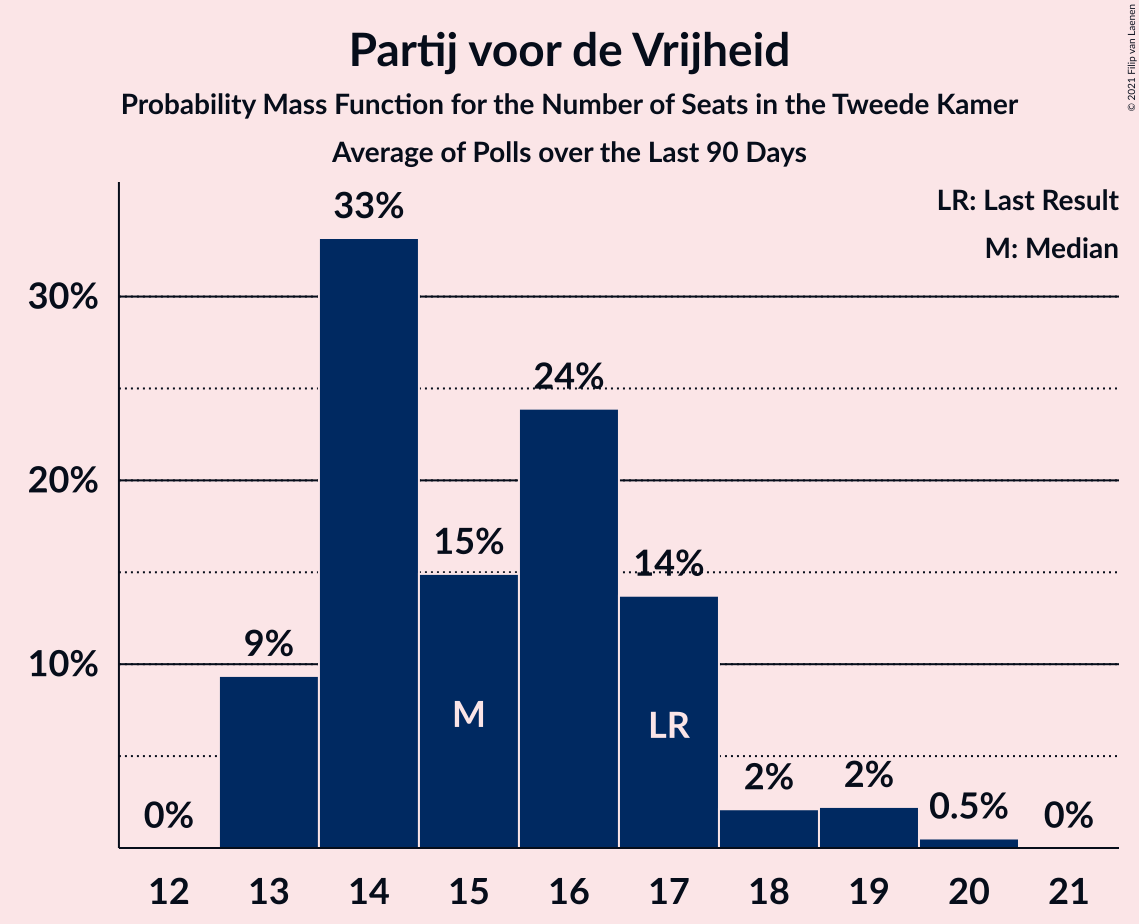 Partij voor de Vrijheid
Probability Mass Function for the Number of Seats in the Tweede Kamer
Average of Polls over the Last 90 Days
© 2021 Filip van Laenen
LR: Last Result
M: Median
33%
30%
24%
20%
15%
14%
10%
9%
M
LR
2%
2%
0.5%
0%
0%
12 13 14 15 16 17 18 19 20 21